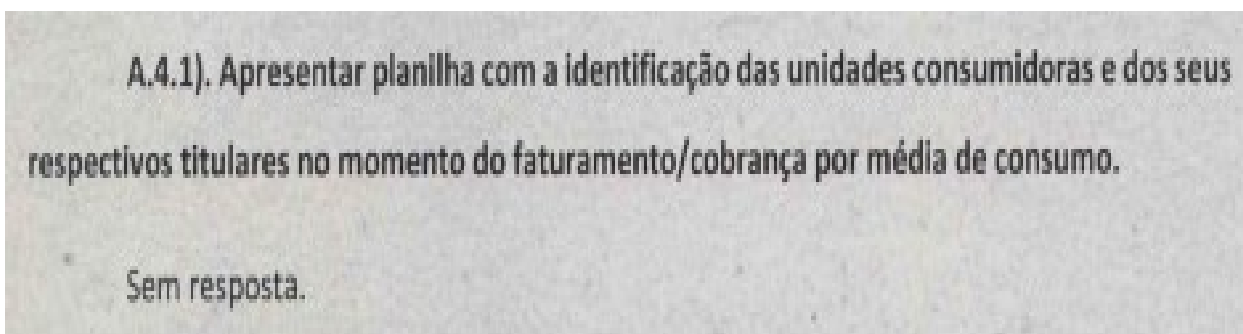 A.4.1). Apresentar planilha com a identificação das unidades consumidoras e dos seus
respectivos titulares no momento do faturamento/cobrança por média de consumo.
Sem resposta.